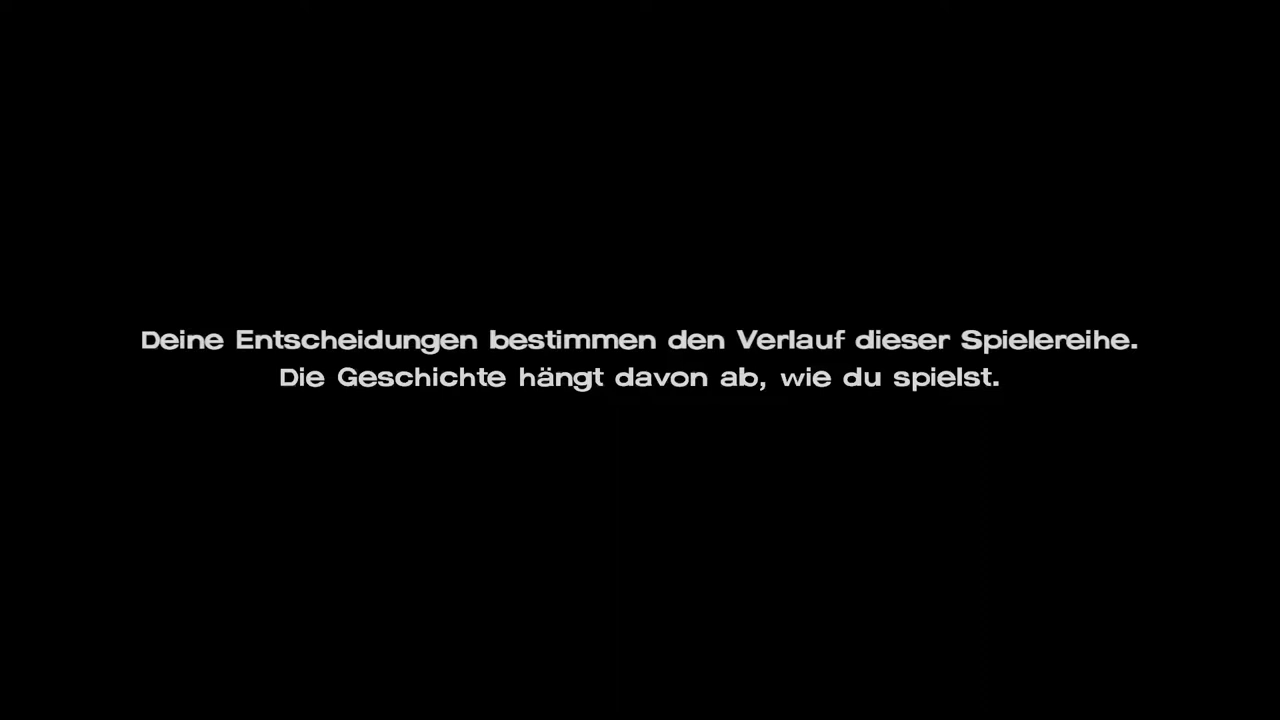 Deine Entscheidungen bestimmen den Verlauf dieser Spielereihe.
Die Geschichte hängt davon ab, wie du spielst.